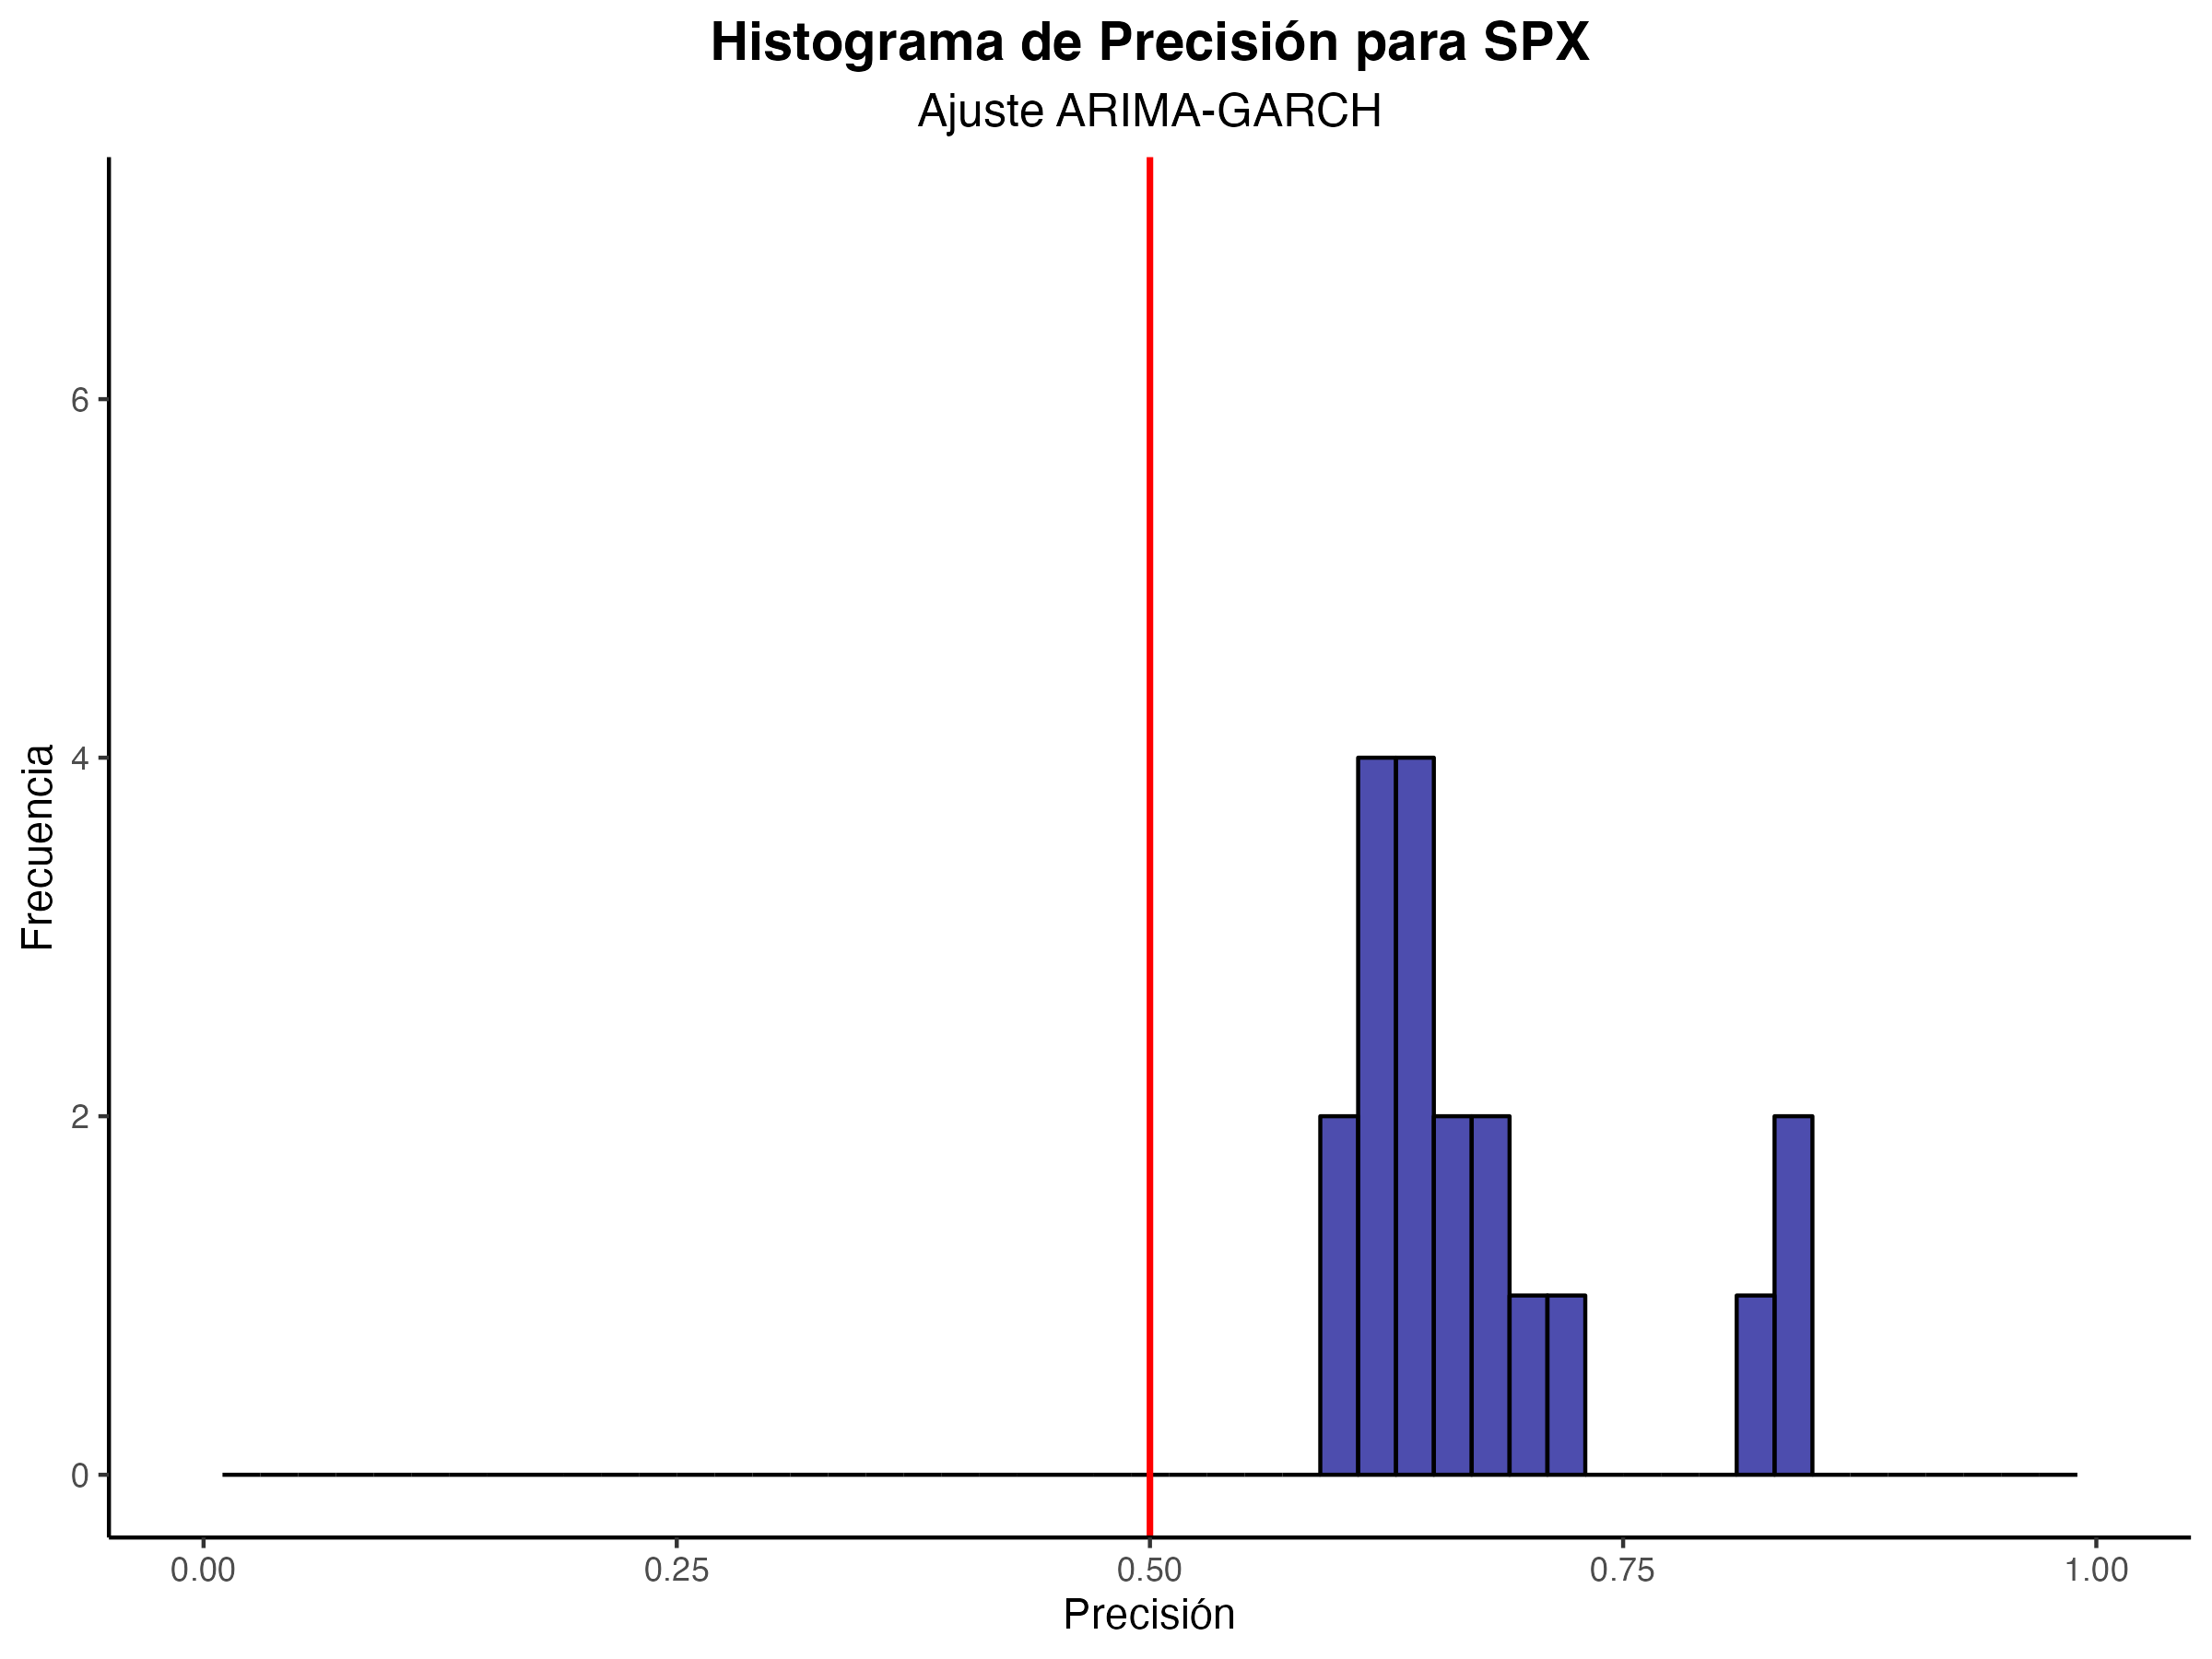 Histograma de Precisión para SPX
Ajuste ARIMA-GARCH
Frecuencia
6
4
2
0
0.00 0.25 0.50 0.75 1.00
Precisión